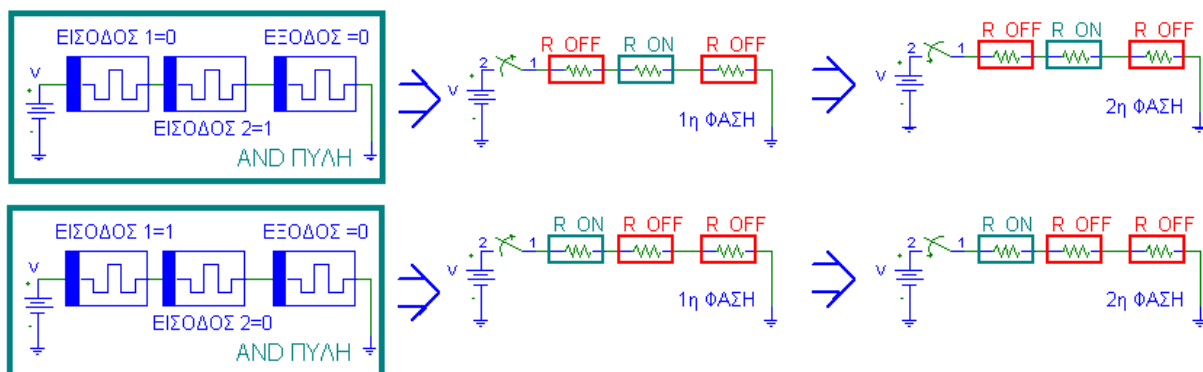 ΕΙΣΟΔΟΣ 1=0 ΕΞΟΔΟΣ =0
V
+
-
ΕΙΣΟΔΟΣ 2=1
AND ΠΥΛΗ
R OFF R ON R OFF
2 1
+
V
-
1η ΦΑΣΗ
R OFF R ON R OFF
2 1
+
V
-
2η ΦΑΣΗ
ΕΙΣΟΔΟΣ 1=1 ΕΞΟΔΟΣ =0
V
+
-
ΕΙΣΟΔΟΣ 2=0
AND ΠΥΛΗ
R ON R OFF R OFF
2 1
+
V
-
1η ΦΑΣΗ
R ON R OFF R OFF
2 1
+
V
-
2η ΦΑΣΗ